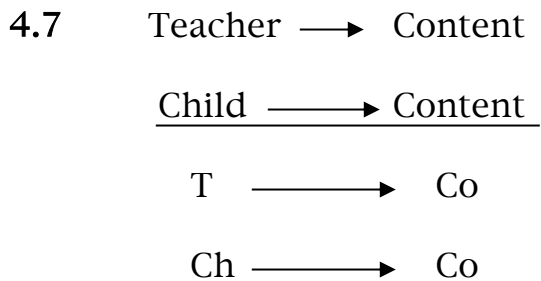 4.7 Teacher → Content
Child → Content
T → Co
Ch → Co